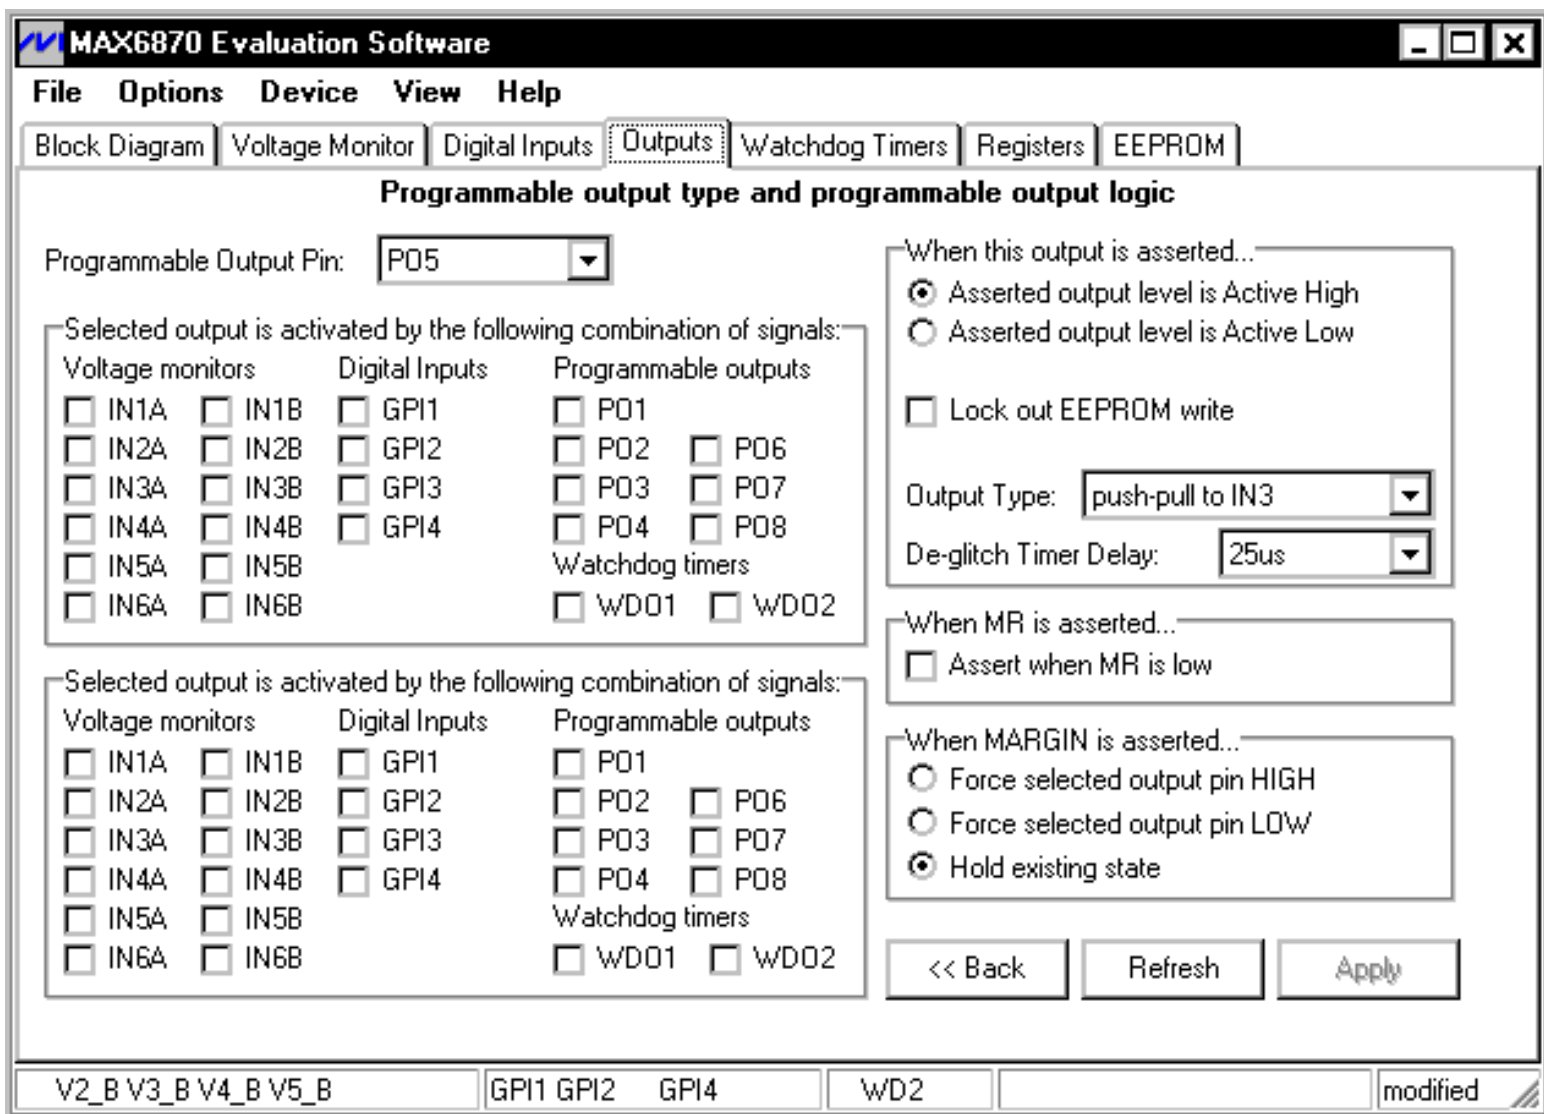 MAX6870 Evaluation Software
File Options Device View Help
Block Diagram Voltage Monitor Digital Inputs Outputs Watchdog Timers Registers EEPROM
Programmable output type and programmable output logic
Programmable Output Pin: PO5
Selected output is activated by the following combination of signals:
Voltage monitors Digital Inputs Programmable outputs
IN1A IN1B GPI1 PO1
IN2A IN2B GPI2 PO2 PO6
IN3A IN3B GPI3 PO3 PO7
IN4A IN4B GPI4 PO4 PO8
IN5A IN5B Watchdog timers
IN6A IN6B WDO1 WDO2
Selected output is activated by the following combination of signals:
Voltage monitors Digital Inputs Programmable outputs
IN1A IN1B GPI1 PO1
IN2A IN2B GPI2 PO2 PO6
IN3A IN3B GPI3 PO3 PO7
IN4A IN4B GPI4 PO4 PO8
IN5A IN5B Watchdog timers
IN6A IN6B WDO1 WDO2
When this output is asserted...
Asserted output level is Active High
Asserted output level is Active Low
Lock out EEPROM write
Output Type: push-pull to IN3
De-glitch Timer Delay: 25us
When MR is asserted...
Assert when MR is low
When MARGIN is asserted...
Force selected output pin HIGH
Force selected output pin LOW
Hold existing state
<< Back Refresh Apply
V2_B V3_B V4_B V5_B GPI1 GPI2 GPI4 WD2 modified